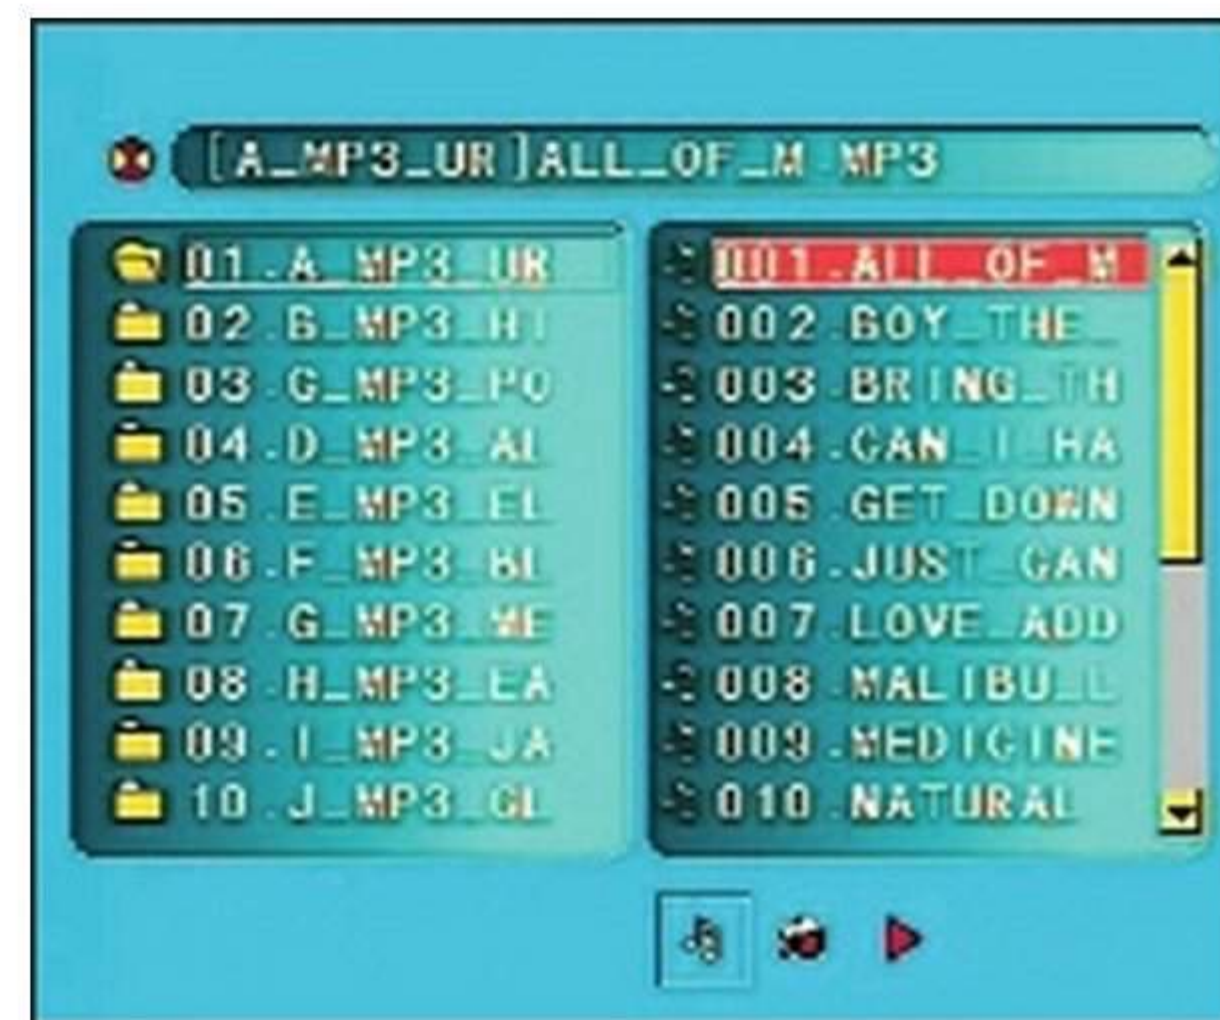 [A_MP3_UR]ALL_OF_M.MP3
01.A_MP3_UR
02.B_MP3_HI
03.C_MP3_PO
04.D_MP3_AL
05.E_MP3_EL
06.F_MP3_BL
07.G_MP3_ME
08.H_MP3_EA
09.I_MP3_JA
10.J_MP3_GL
001.ALL_OF_M
002.BOY_THE_
003.BRING_TH
004.CAN_I_HA
005.GET_DOWN
006.JUST_CAN
007.LOVE_ADD
008.MALIBU_L
009.MEDICINE
010.NATURAL